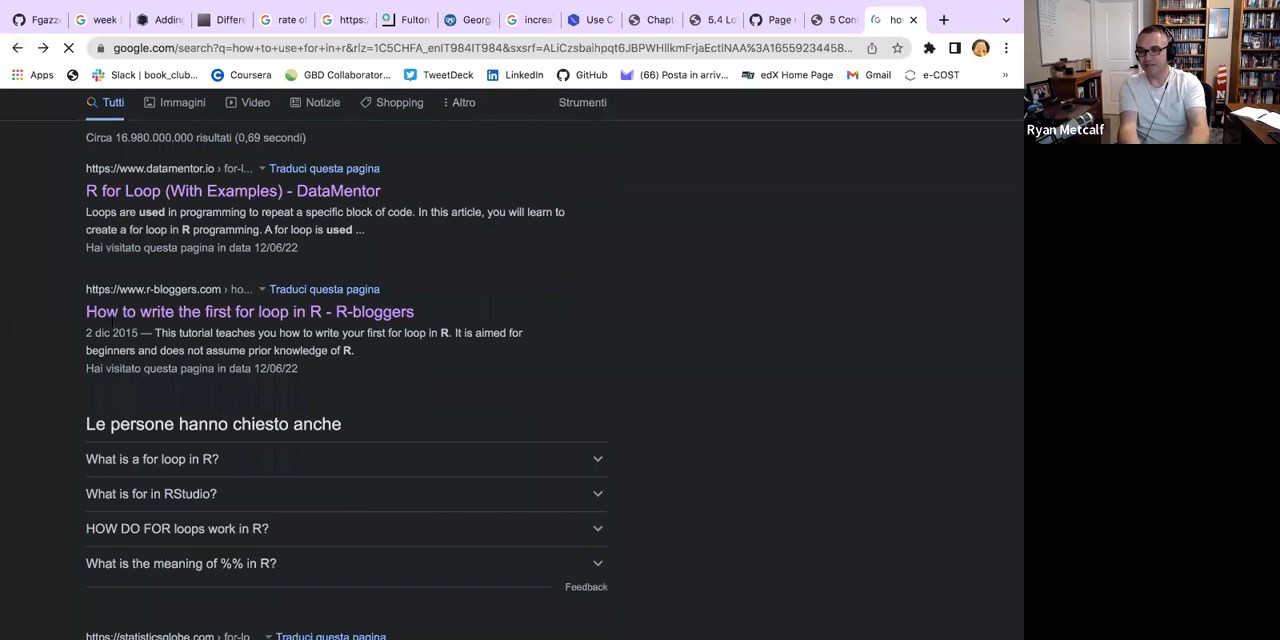 Fgazz
week
Adding
Differe
rate of
https:/
Fulton
Georg
increa
Use C
Chapt
5.4 Lo
Page n
5 Con
ho
google.com/search?q=how+to+use+for+in+r&rlz=1C5CHFA_enIT984IT984&sxsrf=ALiCzsbaihpqt6JBPWHllkmFrjaEctINAA%3A16559234458...
Apps
Slack | book_club...
Coursera
GBD Collaborator...
TweetDeck
LinkedIn
GitHub
(66) Posta in arriv...
edX Home Page
Gmail
e-COST
»
Tutti
Immagini
Video
Notizie
Shopping
Altro
Strumenti
Circa 16.980.000.000 risultati (0,69 secondi)
https://www.datamentor.io › for-l... Traduci questa pagina
R for Loop (With Examples) - DataMentor
Loops are used in programming to repeat a specific block of code. In this article, you will learn to
create a for loop in R programming. A for loop is used ...
Hai visitato questa pagina in data 12/06/22
https://www.r-bloggers.com › ho... Traduci questa pagina
How to write the first for loop in R - R-bloggers
2 dic 2015 — This tutorial teaches you how to write your first for loop in R. It is aimed for
beginners and does not assume prior knowledge of R.
Hai visitato questa pagina in data 12/06/22
Le persone hanno chiesto anche
What is a for loop in R?
What is for in RStudio?
HOW DO FOR loops work in R?
What is the meaning of %% in R?
Feedback
https://statisticsglobe.com › for-lo... Traduci questa pagina
Ryan Metcalf